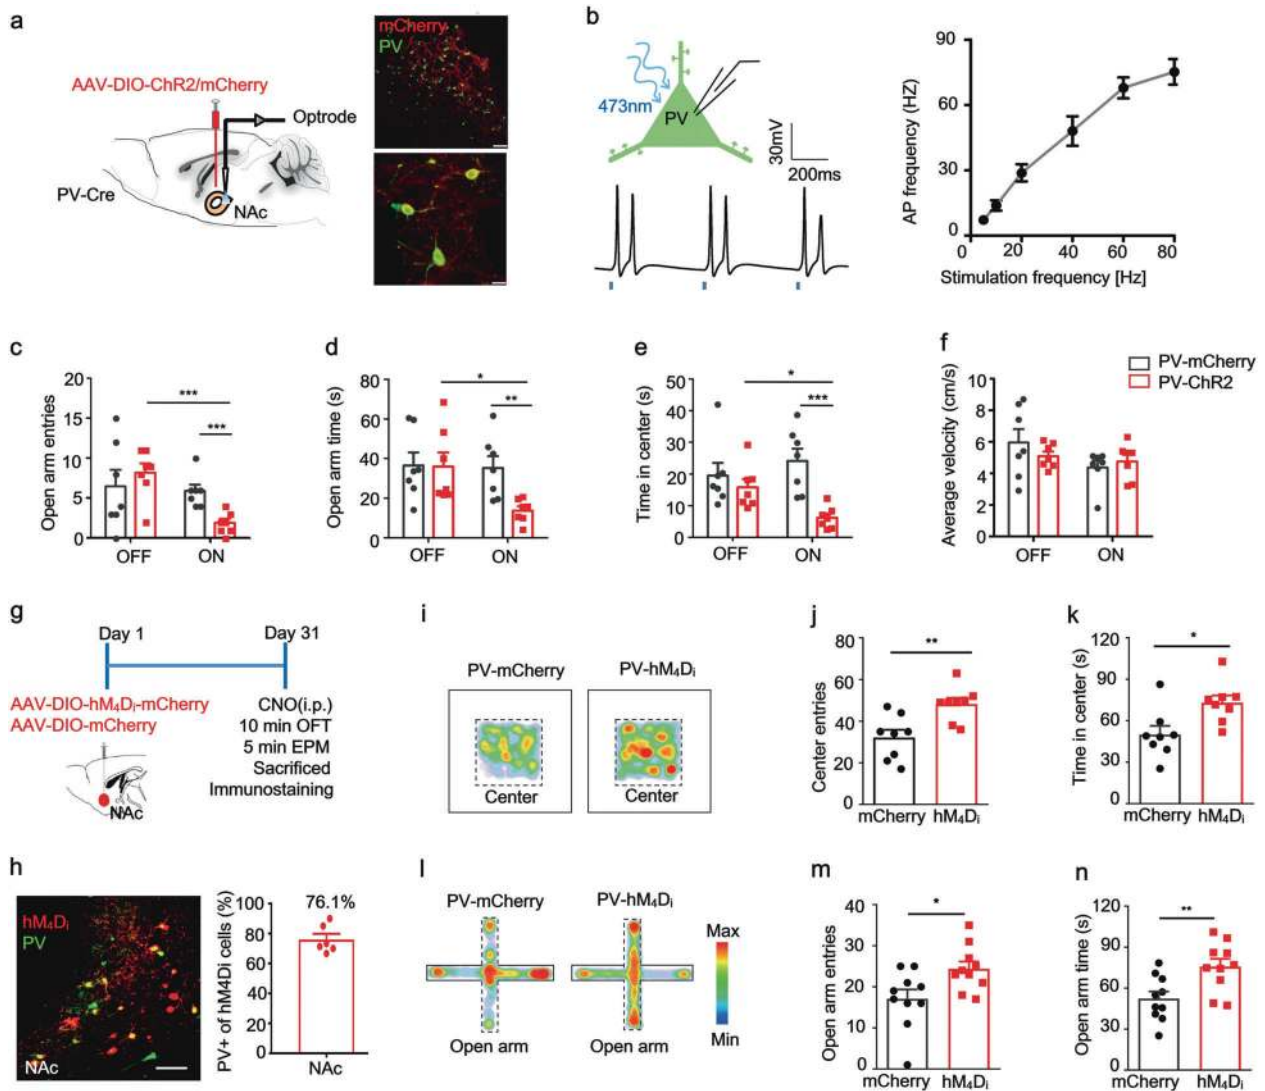 a
AAV-DIO-ChR2/mCherry
Optrode
PV-Cre
NAc
mCherry
PV
b
473nm
PV
30mV
200ms
AP frequency (HZ)
90
60
30
0
0 20 40 60 80
Stimulation frequency [Hz]
c
Open arm entries
20
15
10
5
0
***
***
OFF ON
d
Open arm time (s)
80
60
40
20
0
*
**
OFF ON
e
Time in center (s)
50
40
30
20
10
0
*
***
OFF ON
f
Average velocity (cm/s)
10
8
6
4
2
0
OFF ON
PV-mCherry
PV-ChR2
g
Day 1 Day 31
AAV-DIO-hM₄Dᵢ-mCherry
AAV-DIO-mCherry
NAc
CNO(i.p.)
10 min OFT
5 min EPM
Sacrificed
Immunostaining
i
PV-mCherry PV-hM₄Dᵢ
Center Center
j
Center entries
60
40
20
0
**
mCherry hM₄Dᵢ
k
Time in center (s)
120
90
60
30
0
*
mCherry hM₄Dᵢ
h
hM₄Dᵢ
PV
NAc
PV+ of hM4Di cells (%)
100
80
60
40
20
0
76.1%
NAc
l
PV-mCherry PV-hM₄Dᵢ
Open arm Open arm
Max
Min
m
Open arm entries
40
30
20
10
0
*
mCherry hM₄Dᵢ
n
Open arm time (s)
120
90
60
30
0
**
mCherry hM₄Dᵢ